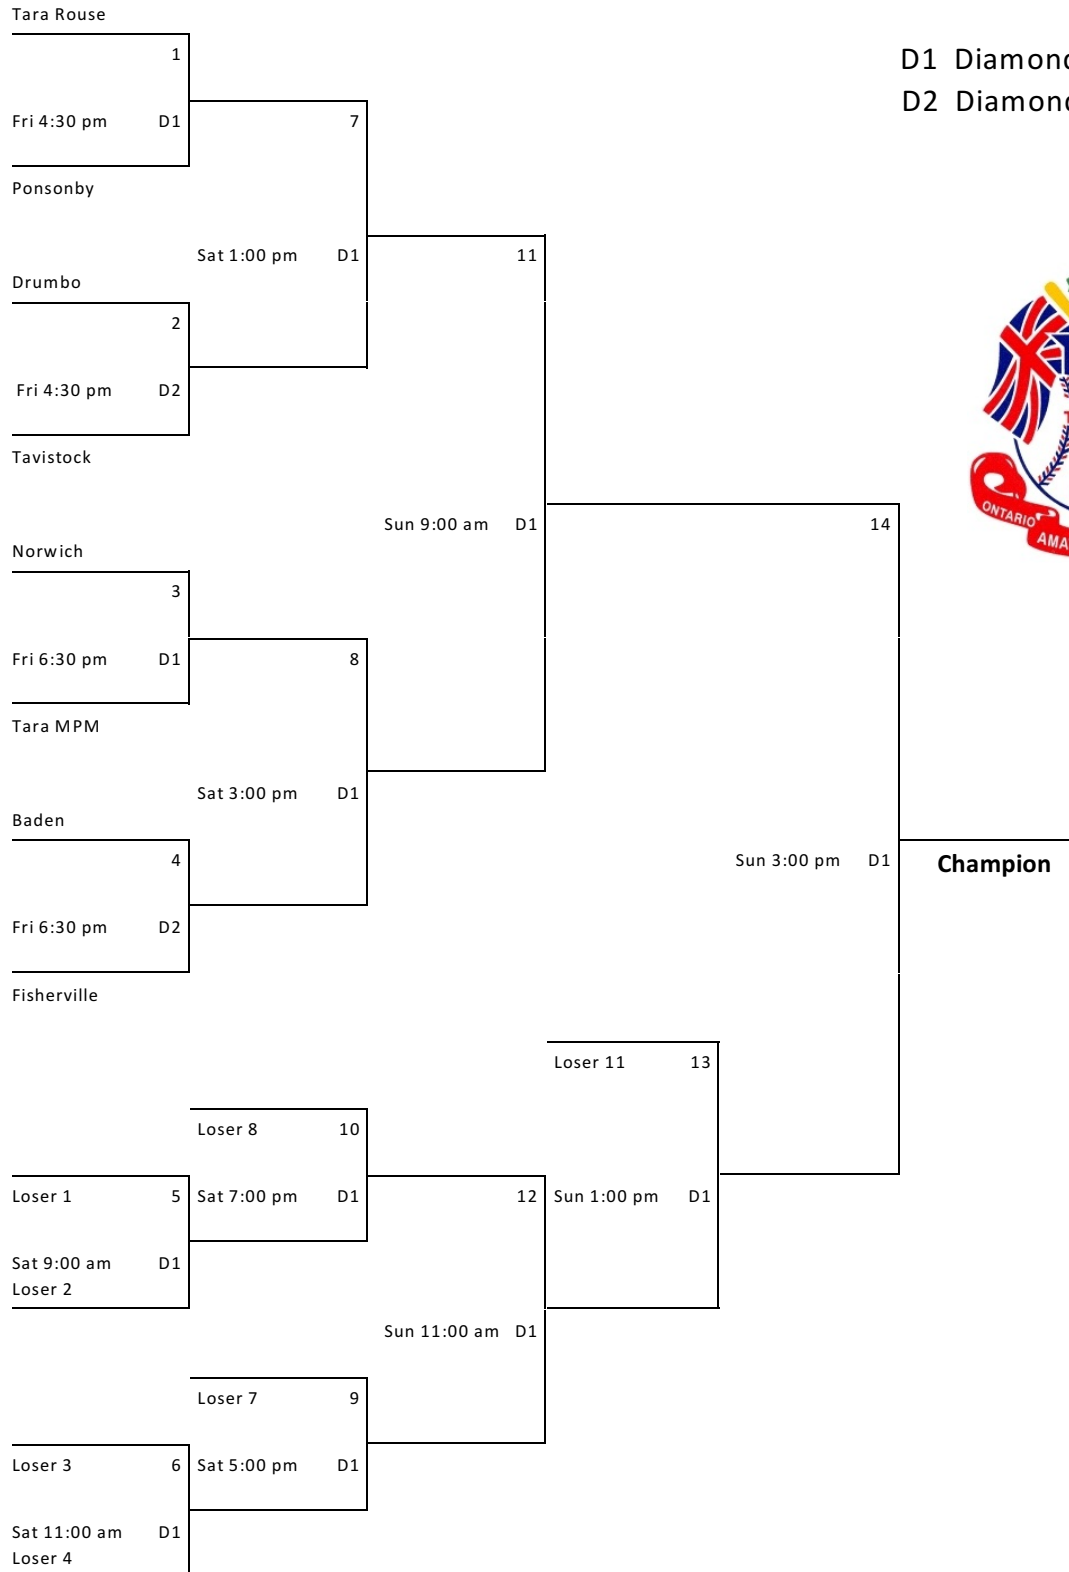 Tara Rouse
1
D1 Diamond
D2 Diamond
Fri 4:30 pm D1
7
Ponsonby
Sat 1:00 pm D1
11
Drumbo
2
Fri 4:30 pm D2
Tavistock
ONTARIO
AMA
Sun 9:00 am D1
14
Norwich
3
Fri 6:30 pm D1
8
Tara MPM
Sat 3:00 pm D1
Baden
4
Sun 3:00 pm D1
Champion
Fri 6:30 pm D2
Fisherville
Loser 11 13
Loser 8 10
Loser 1 5
Sat 7:00 pm D1
12
Sun 1:00 pm D1
Sat 9:00 am D1
Loser 2
Sun 11:00 am D1
Loser 7 9
Loser 3 6
Sat 5:00 pm D1
Sat 11:00 am D1
Loser 4